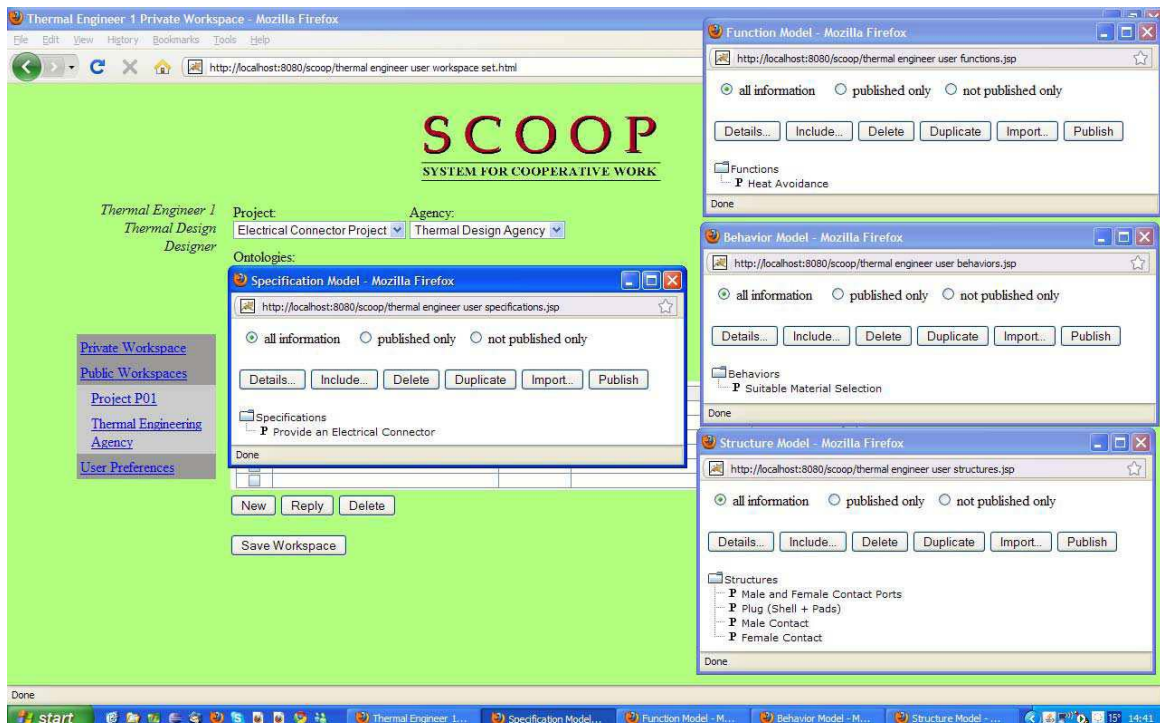 Thermal Engineer 1 Private Workspace - Mozilla Firefox
File Edit View History Bookmarks Tools Help
http://localhost:8080/scoop/thermal engineer user workspace set.html
SCOOP
SYSTEM FOR COOPERATIVE WORK
Thermal Engineer 1
Thermal Design
Designer
Project:
Agency:
Electrical Connector Project
Thermal Design Agency
Ontologies:
Private Workspace
Public Workspaces
Project P01
Thermal Engineering
Agency
User Preferences
Specification Model - Mozilla Firefox
http://localhost:8080/scoop/thermal engineer user specifications.jsp
all information published only not published only
Details... Include... Delete Duplicate Import... Publish
Specifications
P Provide an Electrical Connector
Done
New Reply Delete
Save Workspace
Function Model - Mozilla Firefox
http://localhost:8080/scoop/thermal engineer user functions.jsp
all information published only not published only
Details... Include... Delete Duplicate Import... Publish
Functions
P Heat Avoidance
Done
Behavior Model - Mozilla Firefox
http://localhost:8080/scoop/thermal engineer user behaviors.jsp
all information published only not published only
Details... Include... Delete Duplicate Import... Publish
Behaviors
P Suitable Material Selection
Done
Structure Model - Mozilla Firefox
http://localhost:8080/scoop/thermal engineer user structures.jsp
all information published only not published only
Details... Include... Delete Duplicate Import... Publish
Structures
P Male and Female Contact Ports
P Plug (Shell + Pads)
P Male Contact
P Female Contact
Done
Done
start Thermal Engineer 1... Specification Model... Function Model - M... Behavior Model - M... Structure Model - ... 15° 14:41